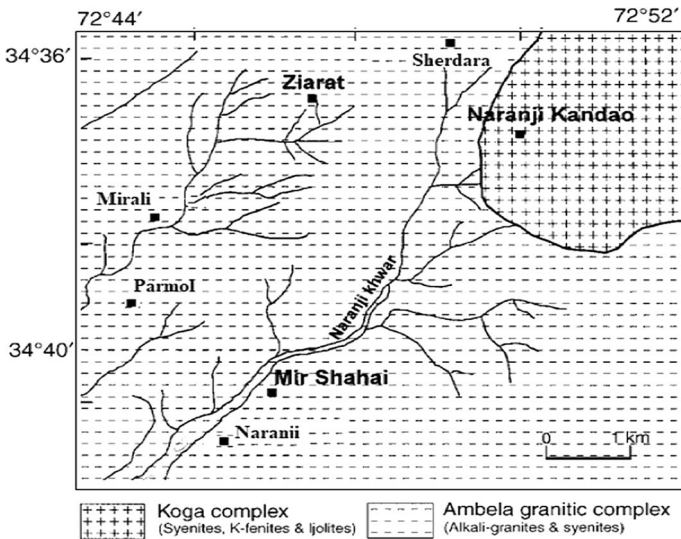 72°44′ 72°52′
34°36′
Sherdara
Ziarat
Naranji Kandao
Mirali
Parmol
Naranji khwar
34°40′
Mir Shahai
Naranii
0 1 km
Koga complex
(Syenites, K-fenites & Ijolites)
Ambela granitic complex
(Alkali-granites & syenites)